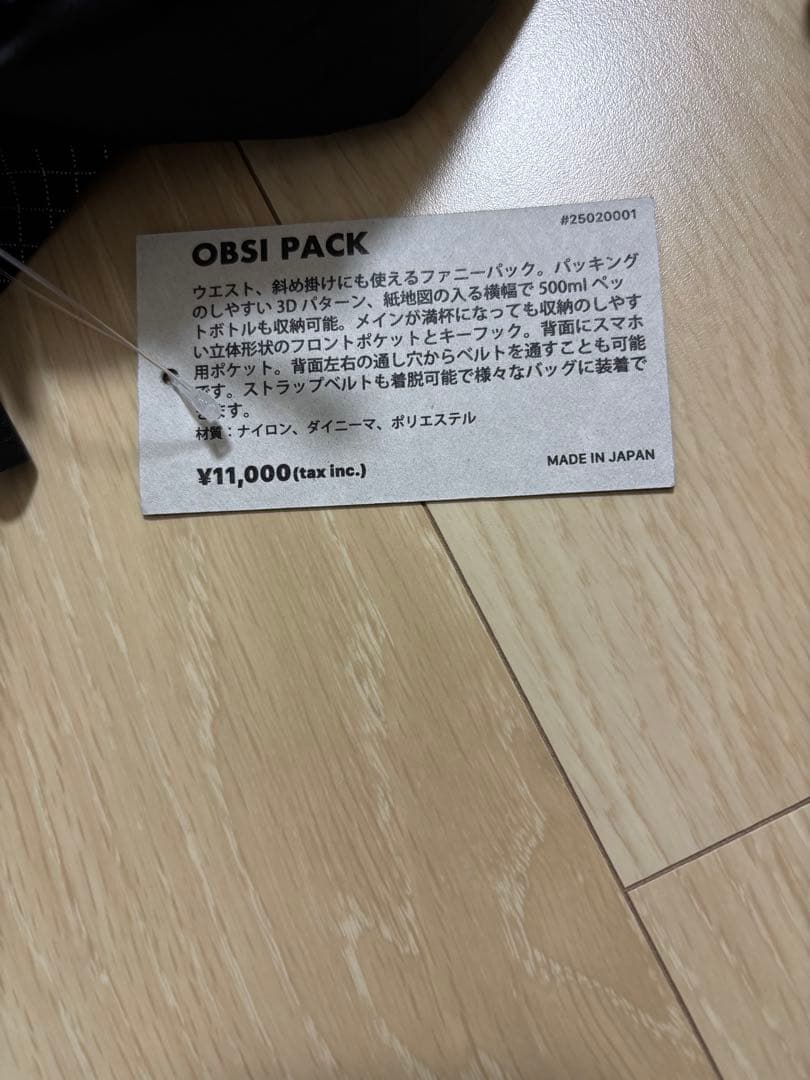 #25020001
OBSI PACK
ウエスト、斜め掛けにも使えるファニーパック。パッキング
のしやすい 3D パターン、紙地図の入る横幅で 500ml ペッ
トボトルも収納可能。メインが満杯になっても収納のしやす
い立体形状のフロントポケットとキーフック。背面にスマホ
用ポケット。背面左右の通し穴からベルトを通すことも可能
です。ストラップベルトも着脱可能で様々なバッグに装着で
きます。
材質：ナイロン、ダイニーマ、ポリエステル
¥11,000(tax inc.)
MADE IN JAPAN